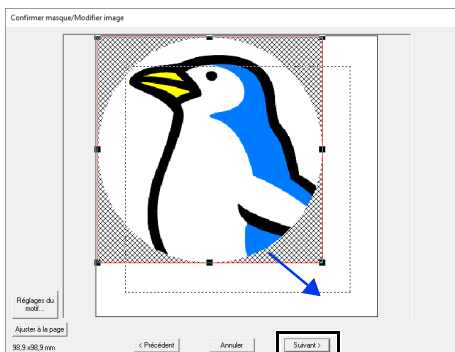 Confirmer masque/Modifier image
Réglages du
motif...
Ajuster à la page
98,9 x98,9 mm
< Précédent
Annuler
Suivant >